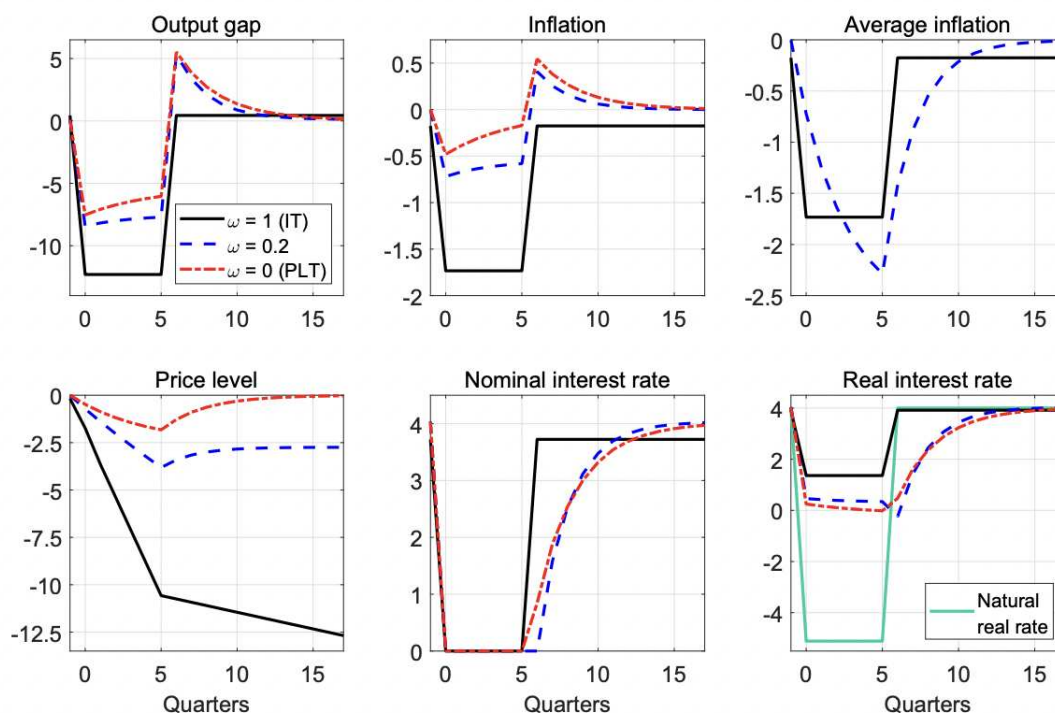 Output gap
Inflation
Average inflation
5
0
-5
-10
0 5 10 15
ω = 1 (IT)
ω = 0.2
ω = 0 (PLT)
0.5
0
-0.5
-1
-1.5
-2
0 5 10 15
0
-0.5
-1
-1.5
-2
-2.5
0 5 10 15
Price level
Nominal interest rate
Real interest rate
0
-2.5
-5
-7.5
-10
-12.5
0 5 10 15
Quarters
4
3
2
1
0
0 5 10 15
Quarters
4
2
0
-2
-4
Natural
real rate
0 5 10 15
Quarters